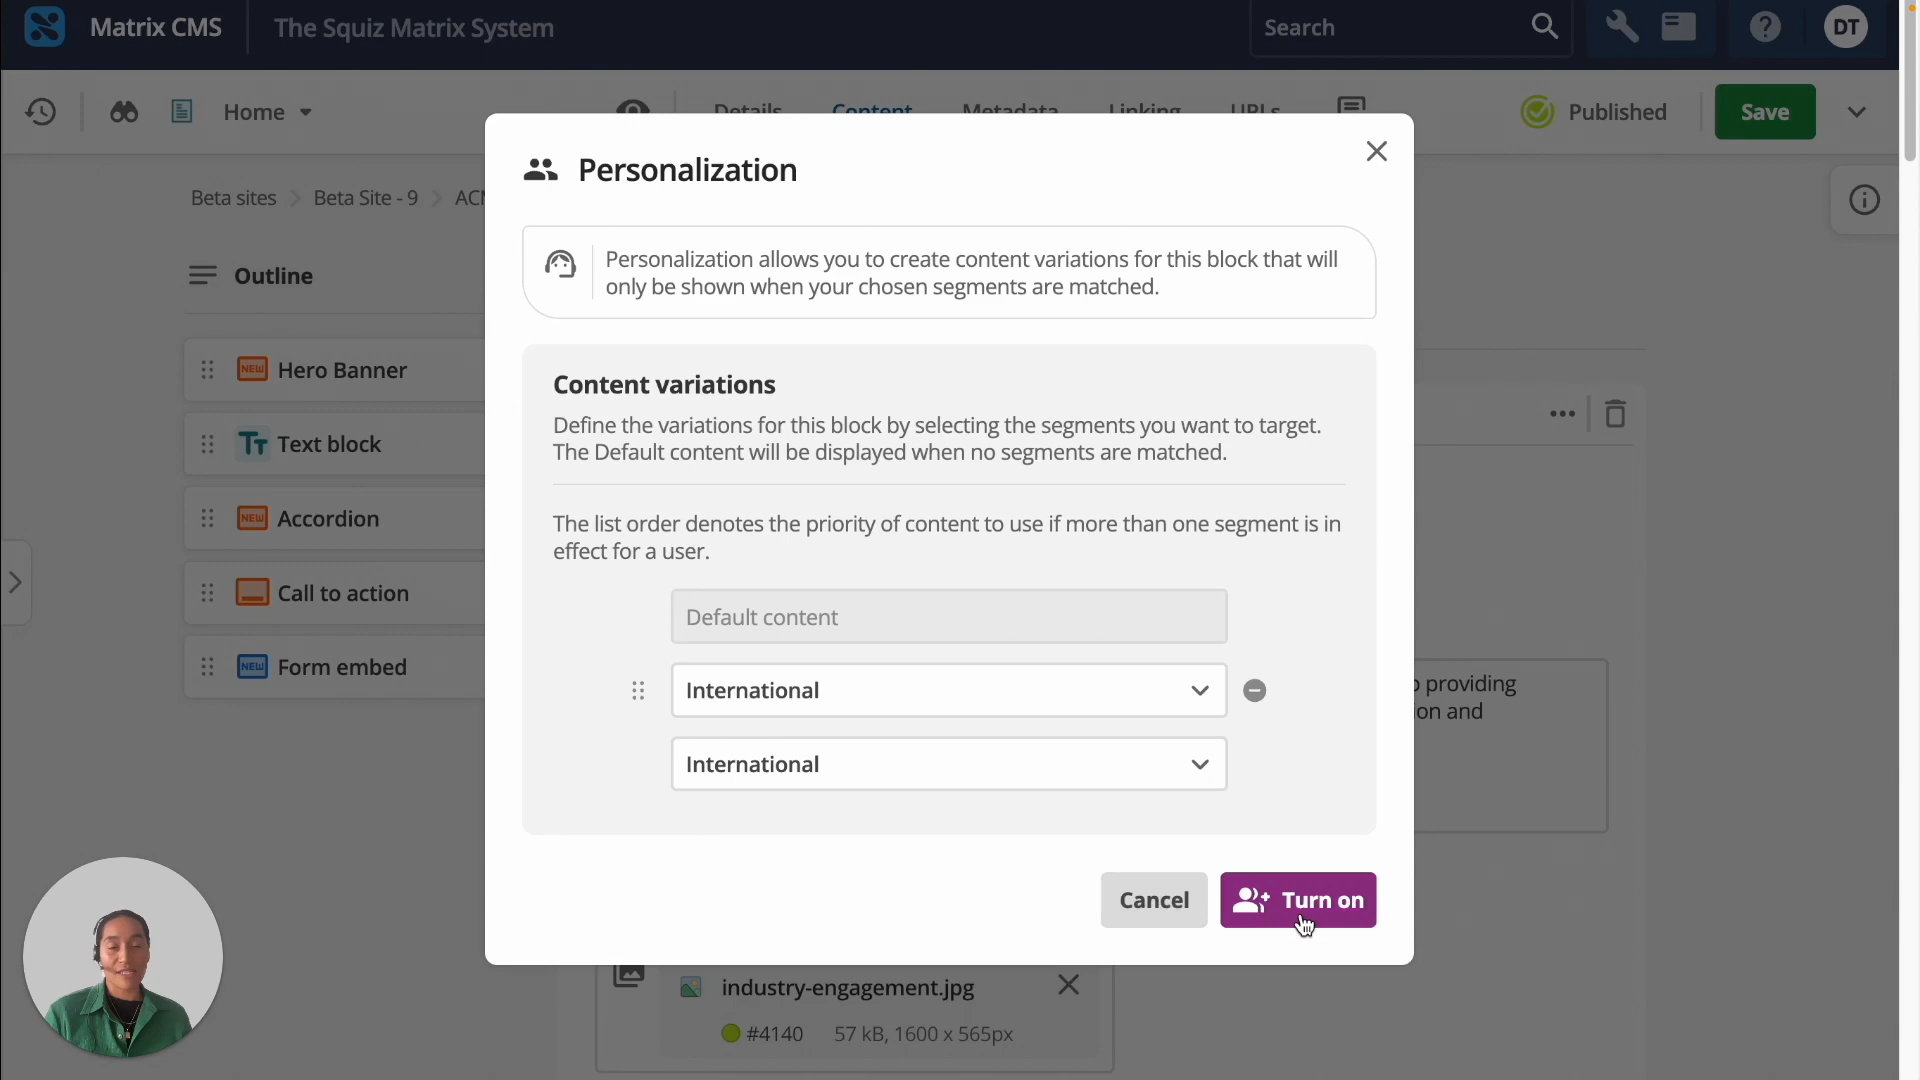 Matrix CMS
The Squiz Matrix System
Search
DT
Home
Details
Content
Metadata
Linking
URLs
Published
Save
Beta sites
Beta Site - 9
Outline
NEW Hero Banner
TT Text block
NEW Accordion
Call to action
NEW Form embed
Personalization
Personalization allows you to create content variations for this block that will
only be shown when your chosen segments are matched.
Content variations
Define the variations for this block by selecting the segments you want to target.
The Default content will be displayed when no segments are matched.
The list order denotes the priority of content to use if more than one segment is in
effect for a user.
Default content
International
International
providing
and
Cancel
Turn on
industry-engagement.jpg
#4140 57 kB, 1600 x 565px